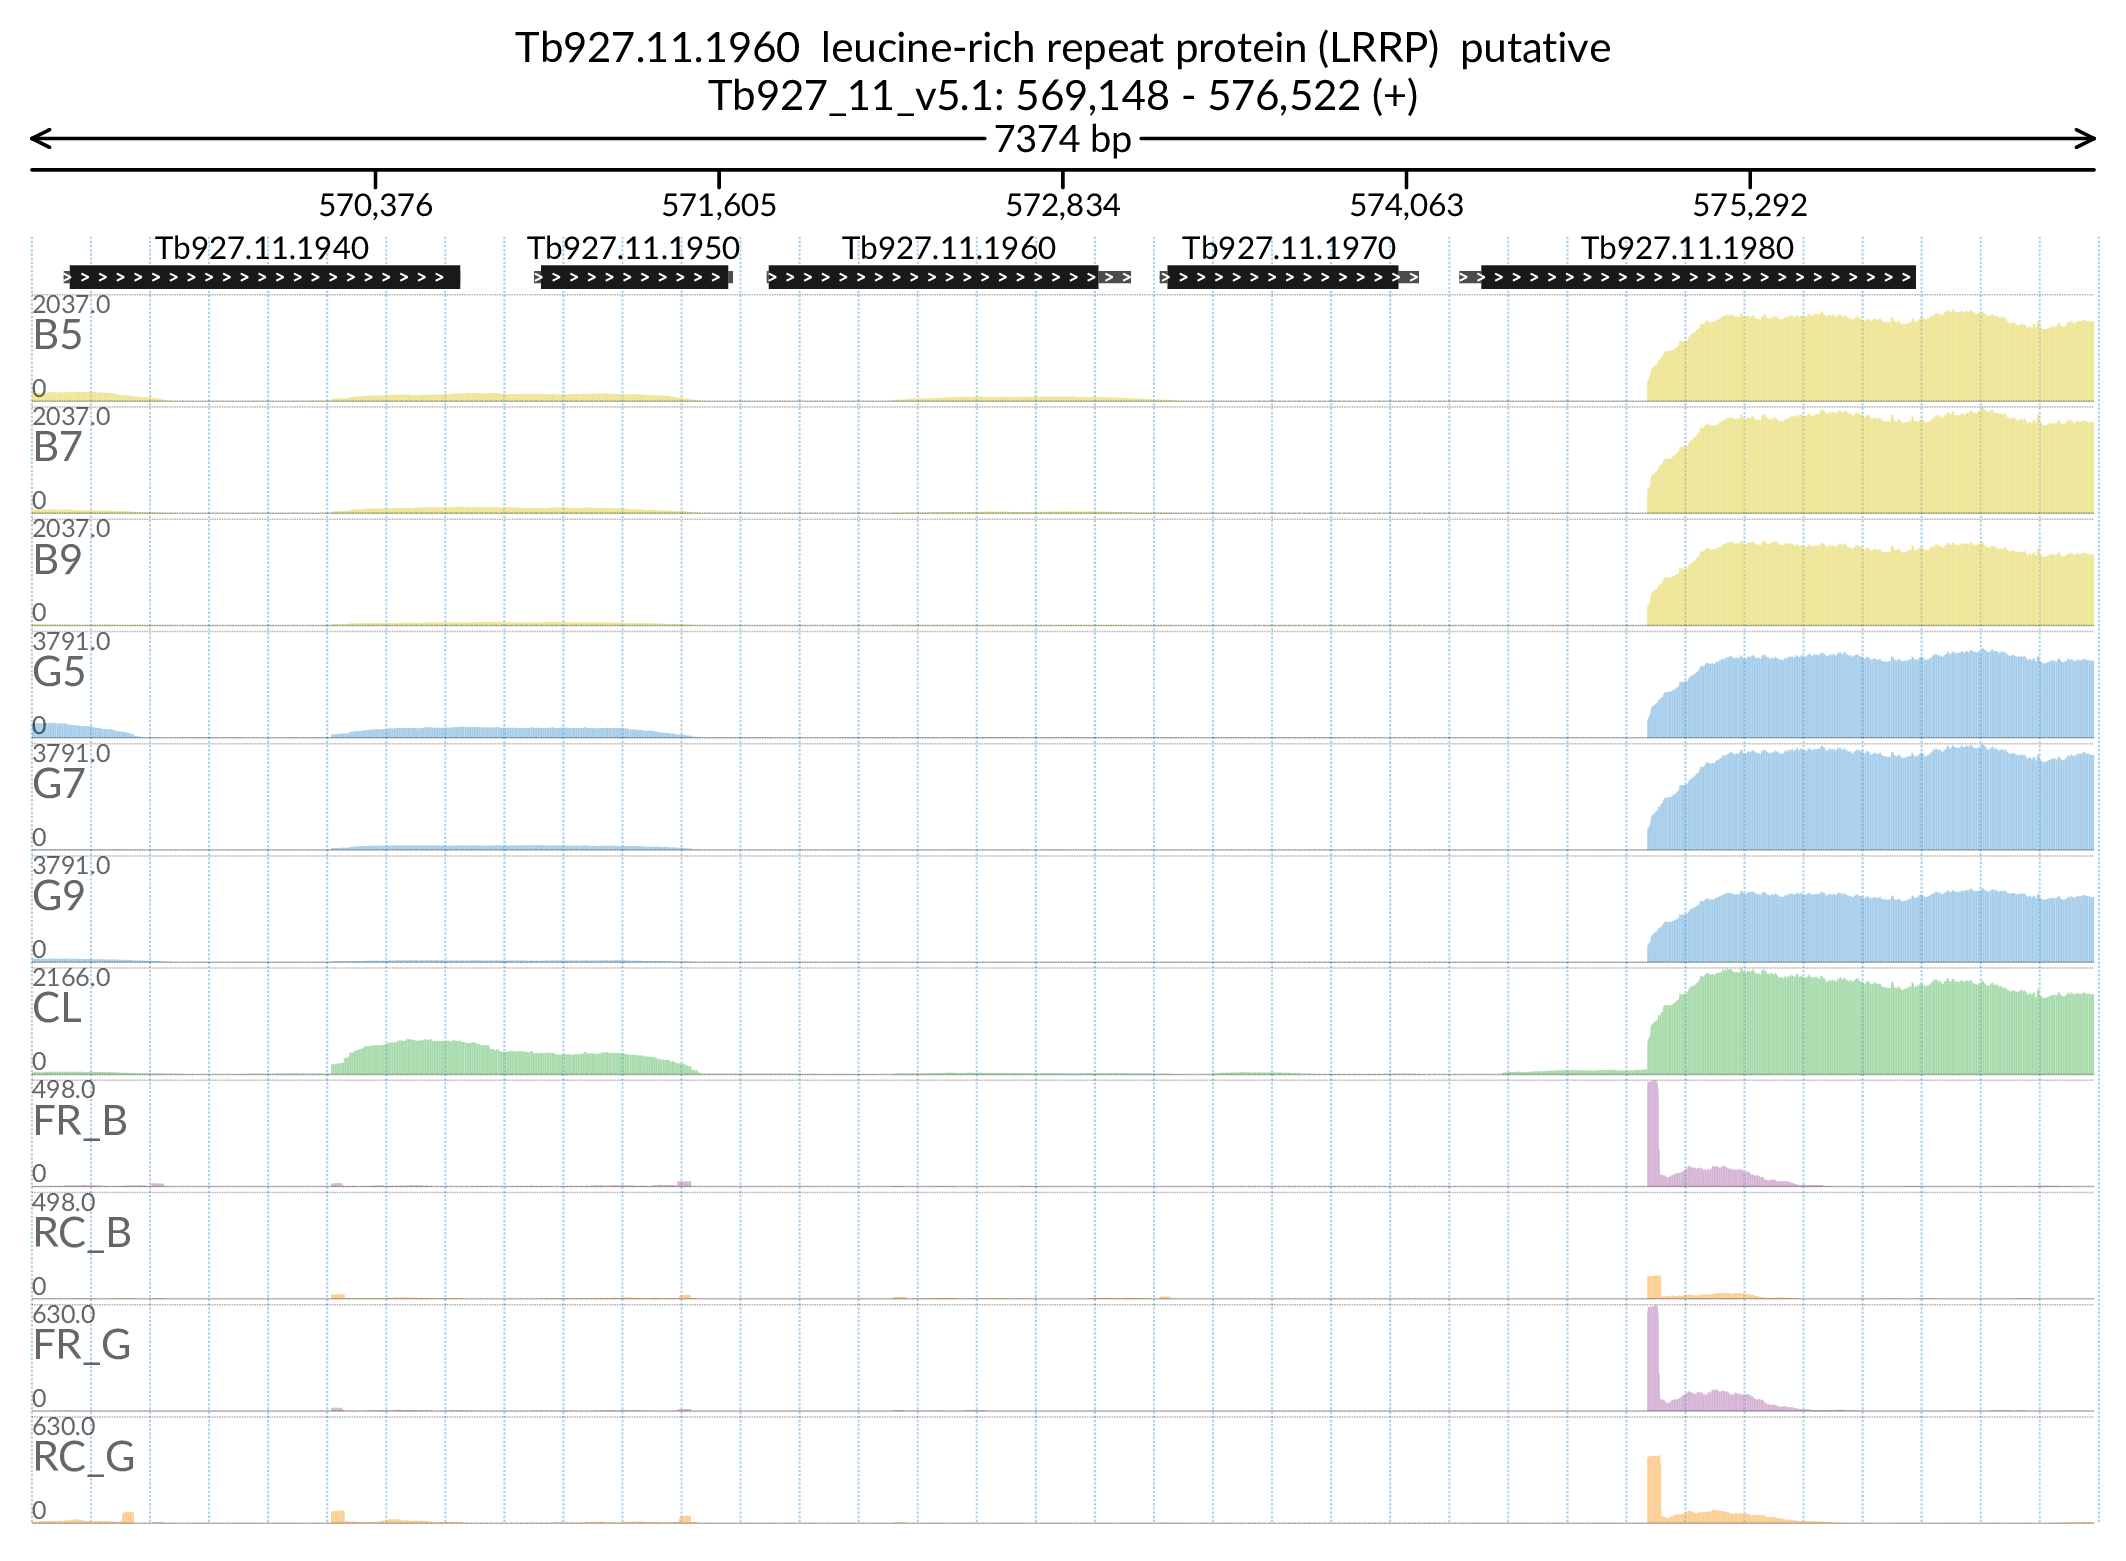 Tb927.11.1960 leucine-rich repeat protein (LRRP) putative
Tb927_11_v5.1: 569,148 - 576,522 (+)
7374 bp
570,376 571,605 572,834 574,063 575,292
Tb927.11.1940 Tb927.11.1950 Tb927.11.1960 Tb927.11.1970 Tb927.11.1980
2037.0
B5
0
2037.0
B7
0
2037.0
B9
0
3791.0
G5
0
3791.0
G7
0
3791.0
G9
0
2166.0
CL
0
498.0
FR_B
0
498.0
RC_B
0
630.0
FR_G
0
630.0
RC_G
0